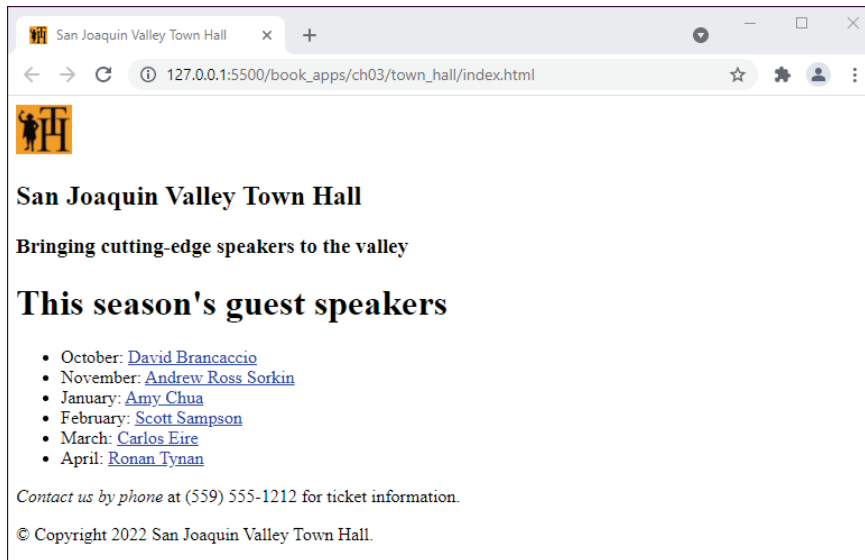 San Joaquin Valley Town Hall
127.0.0.1:5500/book_apps/ch03/town_hall/index.html
TH
San Joaquin Valley Town Hall
Bringing cutting-edge speakers to the valley
This season's guest speakers
• October: David Brancaccio
• November: Andrew Ross Sorkin
• January: Amy Chua
• February: Scott Sampson
• March: Carlos Eire
• April: Ronan Tynan
Contact us by phone at (559) 555-1212 for ticket information.
© Copyright 2022 San Joaquin Valley Town Hall.